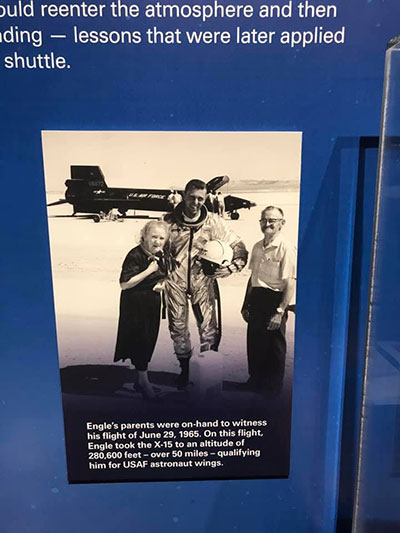 ould reenter the atmosphere and then
ding — lessons that were later applied
shuttle.
U.S. AIR FORCE
Engle's parents were on-hand to witness
his flight of June 29, 1965. On this flight,
Engle took the X-15 to an altitude of
280,600 feet – over 50 miles – qualifying
him for USAF astronaut wings.